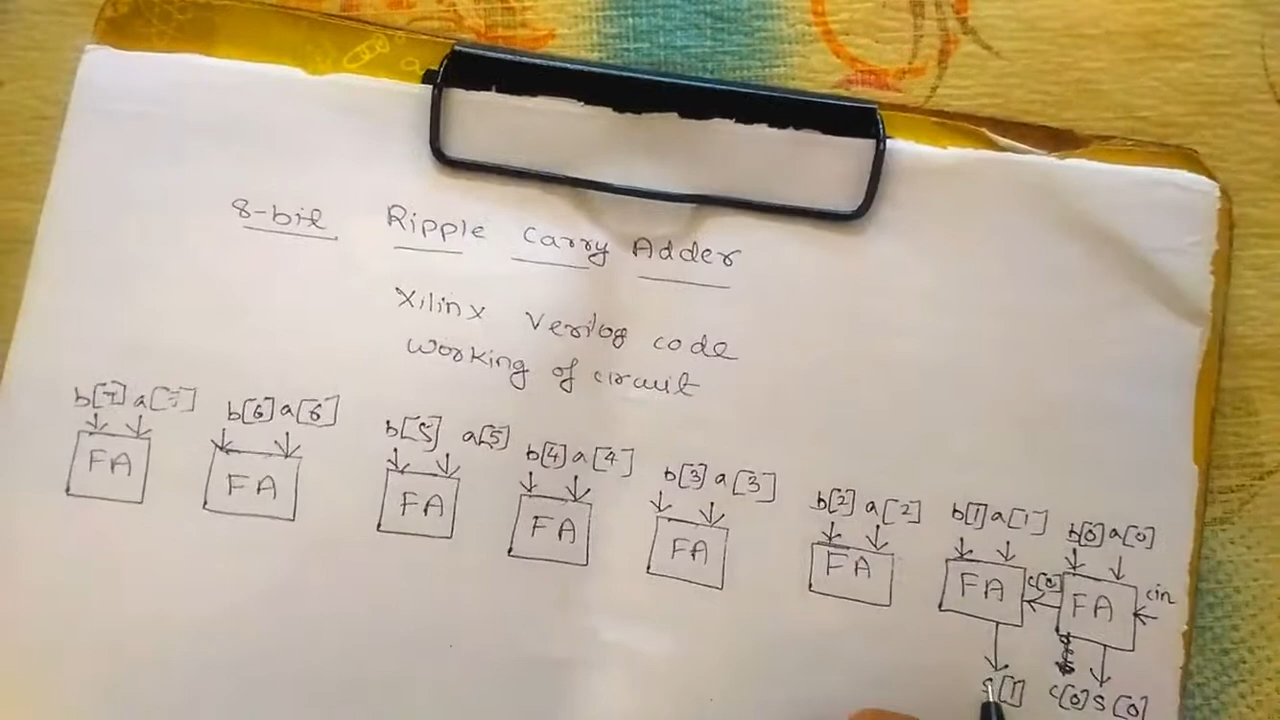 8-bit Ripple Carry Adder
Xilinx Verilog code
working of circuit
b[7] a[7] b[6] a[6] b[5] a[5] b[4] a[4] b[3] a[3] b[2] a[2] b[1] a[1] b[0] a[0]
FA FA FA FA FA FA FA c[0] FA cin
s[1] c[0] s[0]